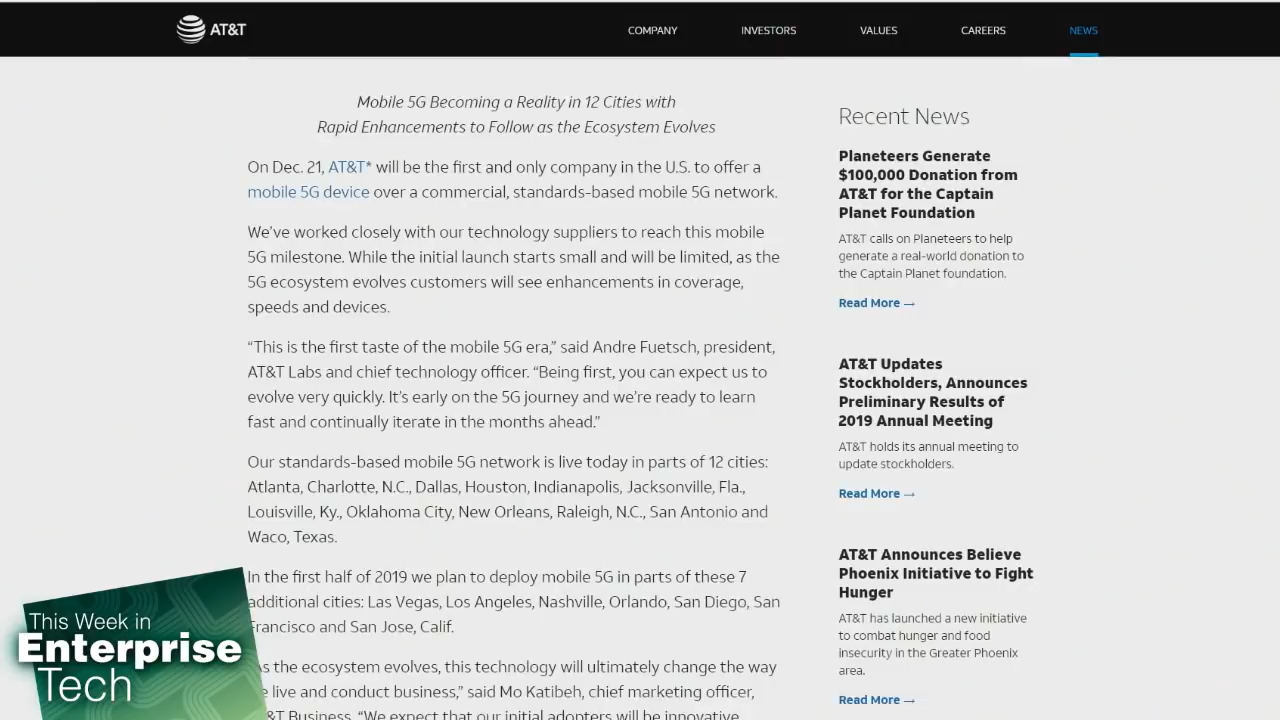 AT&T
COMPANY
INVESTORS
VALUES
CAREERS
NEWS
Mobile 5G Becoming a Reality in 12 Cities with
Rapid Enhancements to Follow as the Ecosystem Evolves
On Dec. 21, AT&T* will be the first and only company in the U.S. to offer a
mobile 5G device over a commercial, standards-based mobile 5G network.
We've worked closely with our technology suppliers to reach this mobile
5G milestone. While the initial launch starts small and will be limited, as the
5G ecosystem evolves customers will see enhancements in coverage,
speeds and devices.
“This is the first taste of the mobile 5G era,” said Andre Fuetsch, president,
AT&T Labs and chief technology officer. “Being first, you can expect us to
evolve very quickly. It's early on the 5G journey and we're ready to learn
fast and continually iterate in the months ahead.”
Our standards-based mobile 5G network is live today in parts of 12 cities:
Atlanta, Charlotte, N.C., Dallas, Houston, Indianapolis, Jacksonville, Fla.,
Louisville, Ky., Oklahoma City, New Orleans, Raleigh, N.C., San Antonio and
Waco, Texas.
In the first half of 2019 we plan to deploy mobile 5G in parts of these 7
additional cities: Las Vegas, Los Angeles, Nashville, Orlando, San Diego, San
Francisco and San Jose, Calif.
As the ecosystem evolves, this technology will ultimately change the way
live and conduct business,” said Mo Katibeh, chief marketing officer,
AT&T Business. “We expect that our initial adopters will be innovative,
Recent News
Planeteers Generate
$100,000 Donation from
AT&T for the Captain
Planet Foundation
AT&T calls on Planeteers to help
generate a real-world donation to
the Captain Planet foundation.
Read More →
AT&T Updates
Stockholders, Announces
Preliminary Results of
2019 Annual Meeting
AT&T holds its annual meeting to
update stockholders.
Read More →
AT&T Announces Believe
Phoenix Initiative to Fight
Hunger
AT&T has launched a new initiative
to combat hunger and food
insecurity in the Greater Phoenix
area.
Read More →
This Week in
Enterprise
Tech